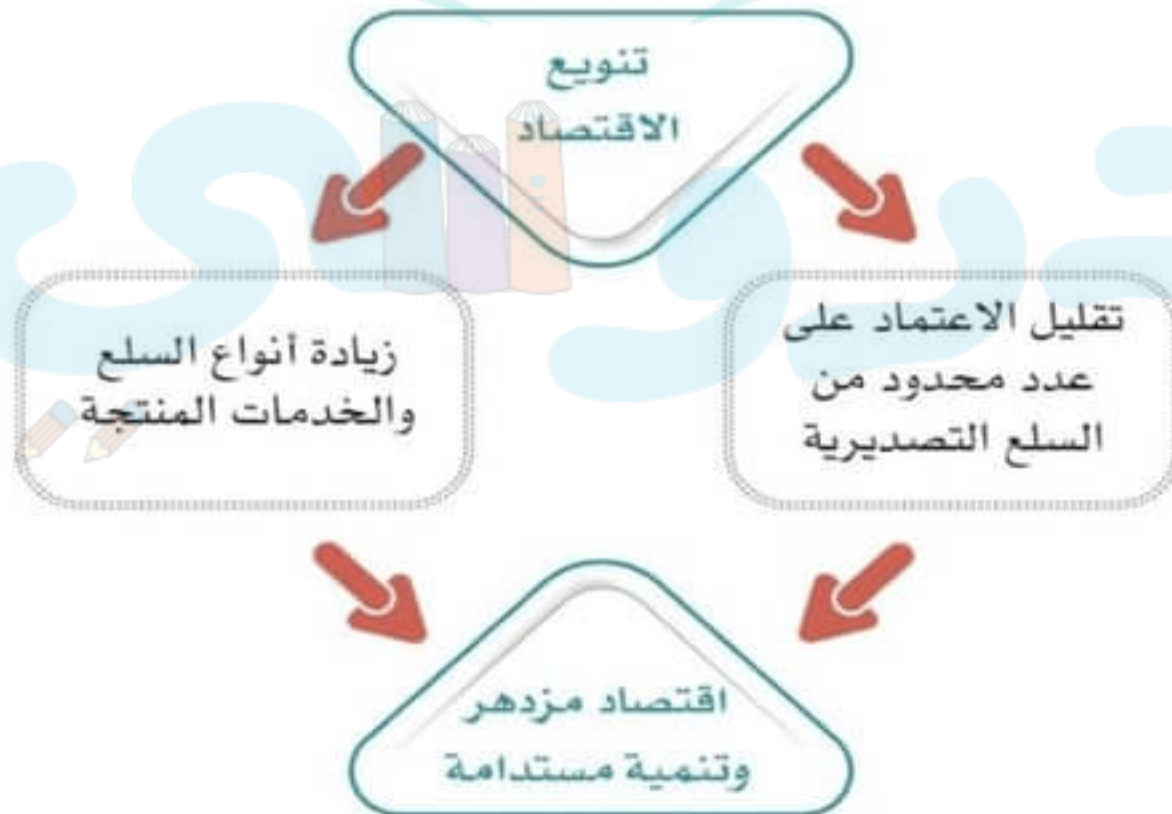 تنويع
الاقتصاد
تقليل الاعتماد على
عدد محدود من
السلع التصديرية
زيادة أنواع السلع
والخدمات المنتجة
اقتصاد مزدهر
وتنمية مستدامة